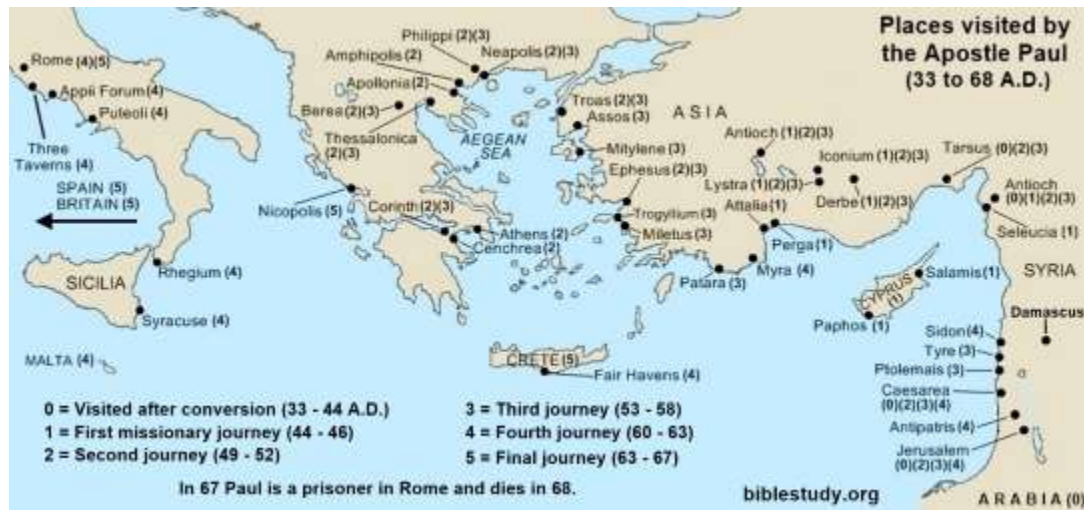 Places visited by
the Apostle Paul
(33 to 68 A.D.)
Philippi (2)(3)
Neapolis (2)(3)
Amphipolis (2)
Apollonia (2)
Berea (2)(3)
Thessalonica
(2)(3)
Rome (4)(5)
Appii Forum (4)
Puteoli (4)
Three
Taverns (4)
SPAIN (5)
BRITAIN (5)
AEGEAN
SEA
Troas (2)(3)
Assos (3)
ASIA
Mitylene (3)
Ephesus (2)(3)
Antioch (1)(2)(3)
Iconium (1)(2)(3)
Tarsus (0)(2)(3)
Lystra (1)(2)(3)
Derbe (1)(2)(3)
Antioch
(0)(1)(2)(3)
Seleucia (1)
Nicopolis (5)
Corinth (2)(3)
Athens (2)
Cenchrea (2)
Trogyllium (3)
Miletus (3)
Attalia (1)
Perga (1)
Patara (3)
Myra (4)
SICILIA
Rhegium (4)
Syracuse (4)
MALTA (4)
CRETE (5)
Fair Havens (4)
CYPRUS
(1)
Salamis (1)
Paphos (1)
SYRIA
Damascus
Sidon (4)
Tyre (3)
Ptolemais (3)
Caesarea
(0)(2)(3)(4)
Antipatris (4)
Jerusalem
(0)(2)(3)(4)
ARABIA (0)
0 = Visited after conversion (33 - 44 A.D.)
1 = First missionary journey (44 - 46)
2 = Second journey (49 - 52)
3 = Third journey (53 - 58)
4 = Fourth journey (60 - 63)
5 = Final journey (63 - 67)
In 67 Paul is a prisoner in Rome and dies in 68.
biblestudy.org